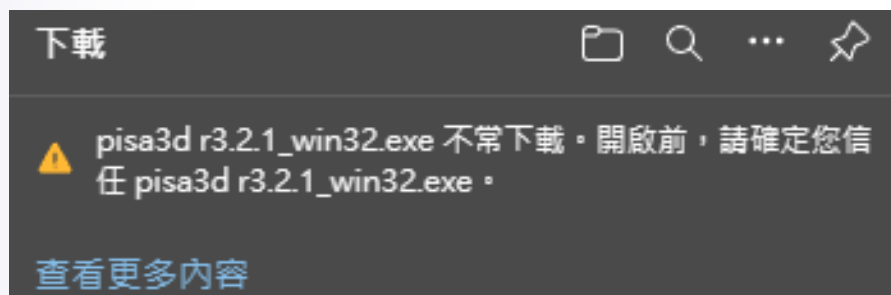 下載
pisa3d r3.2.1_win32.exe 不常下載。開啟前，請確定您信
任 pisa3d r3.2.1_win32.exe。
查看更多內容